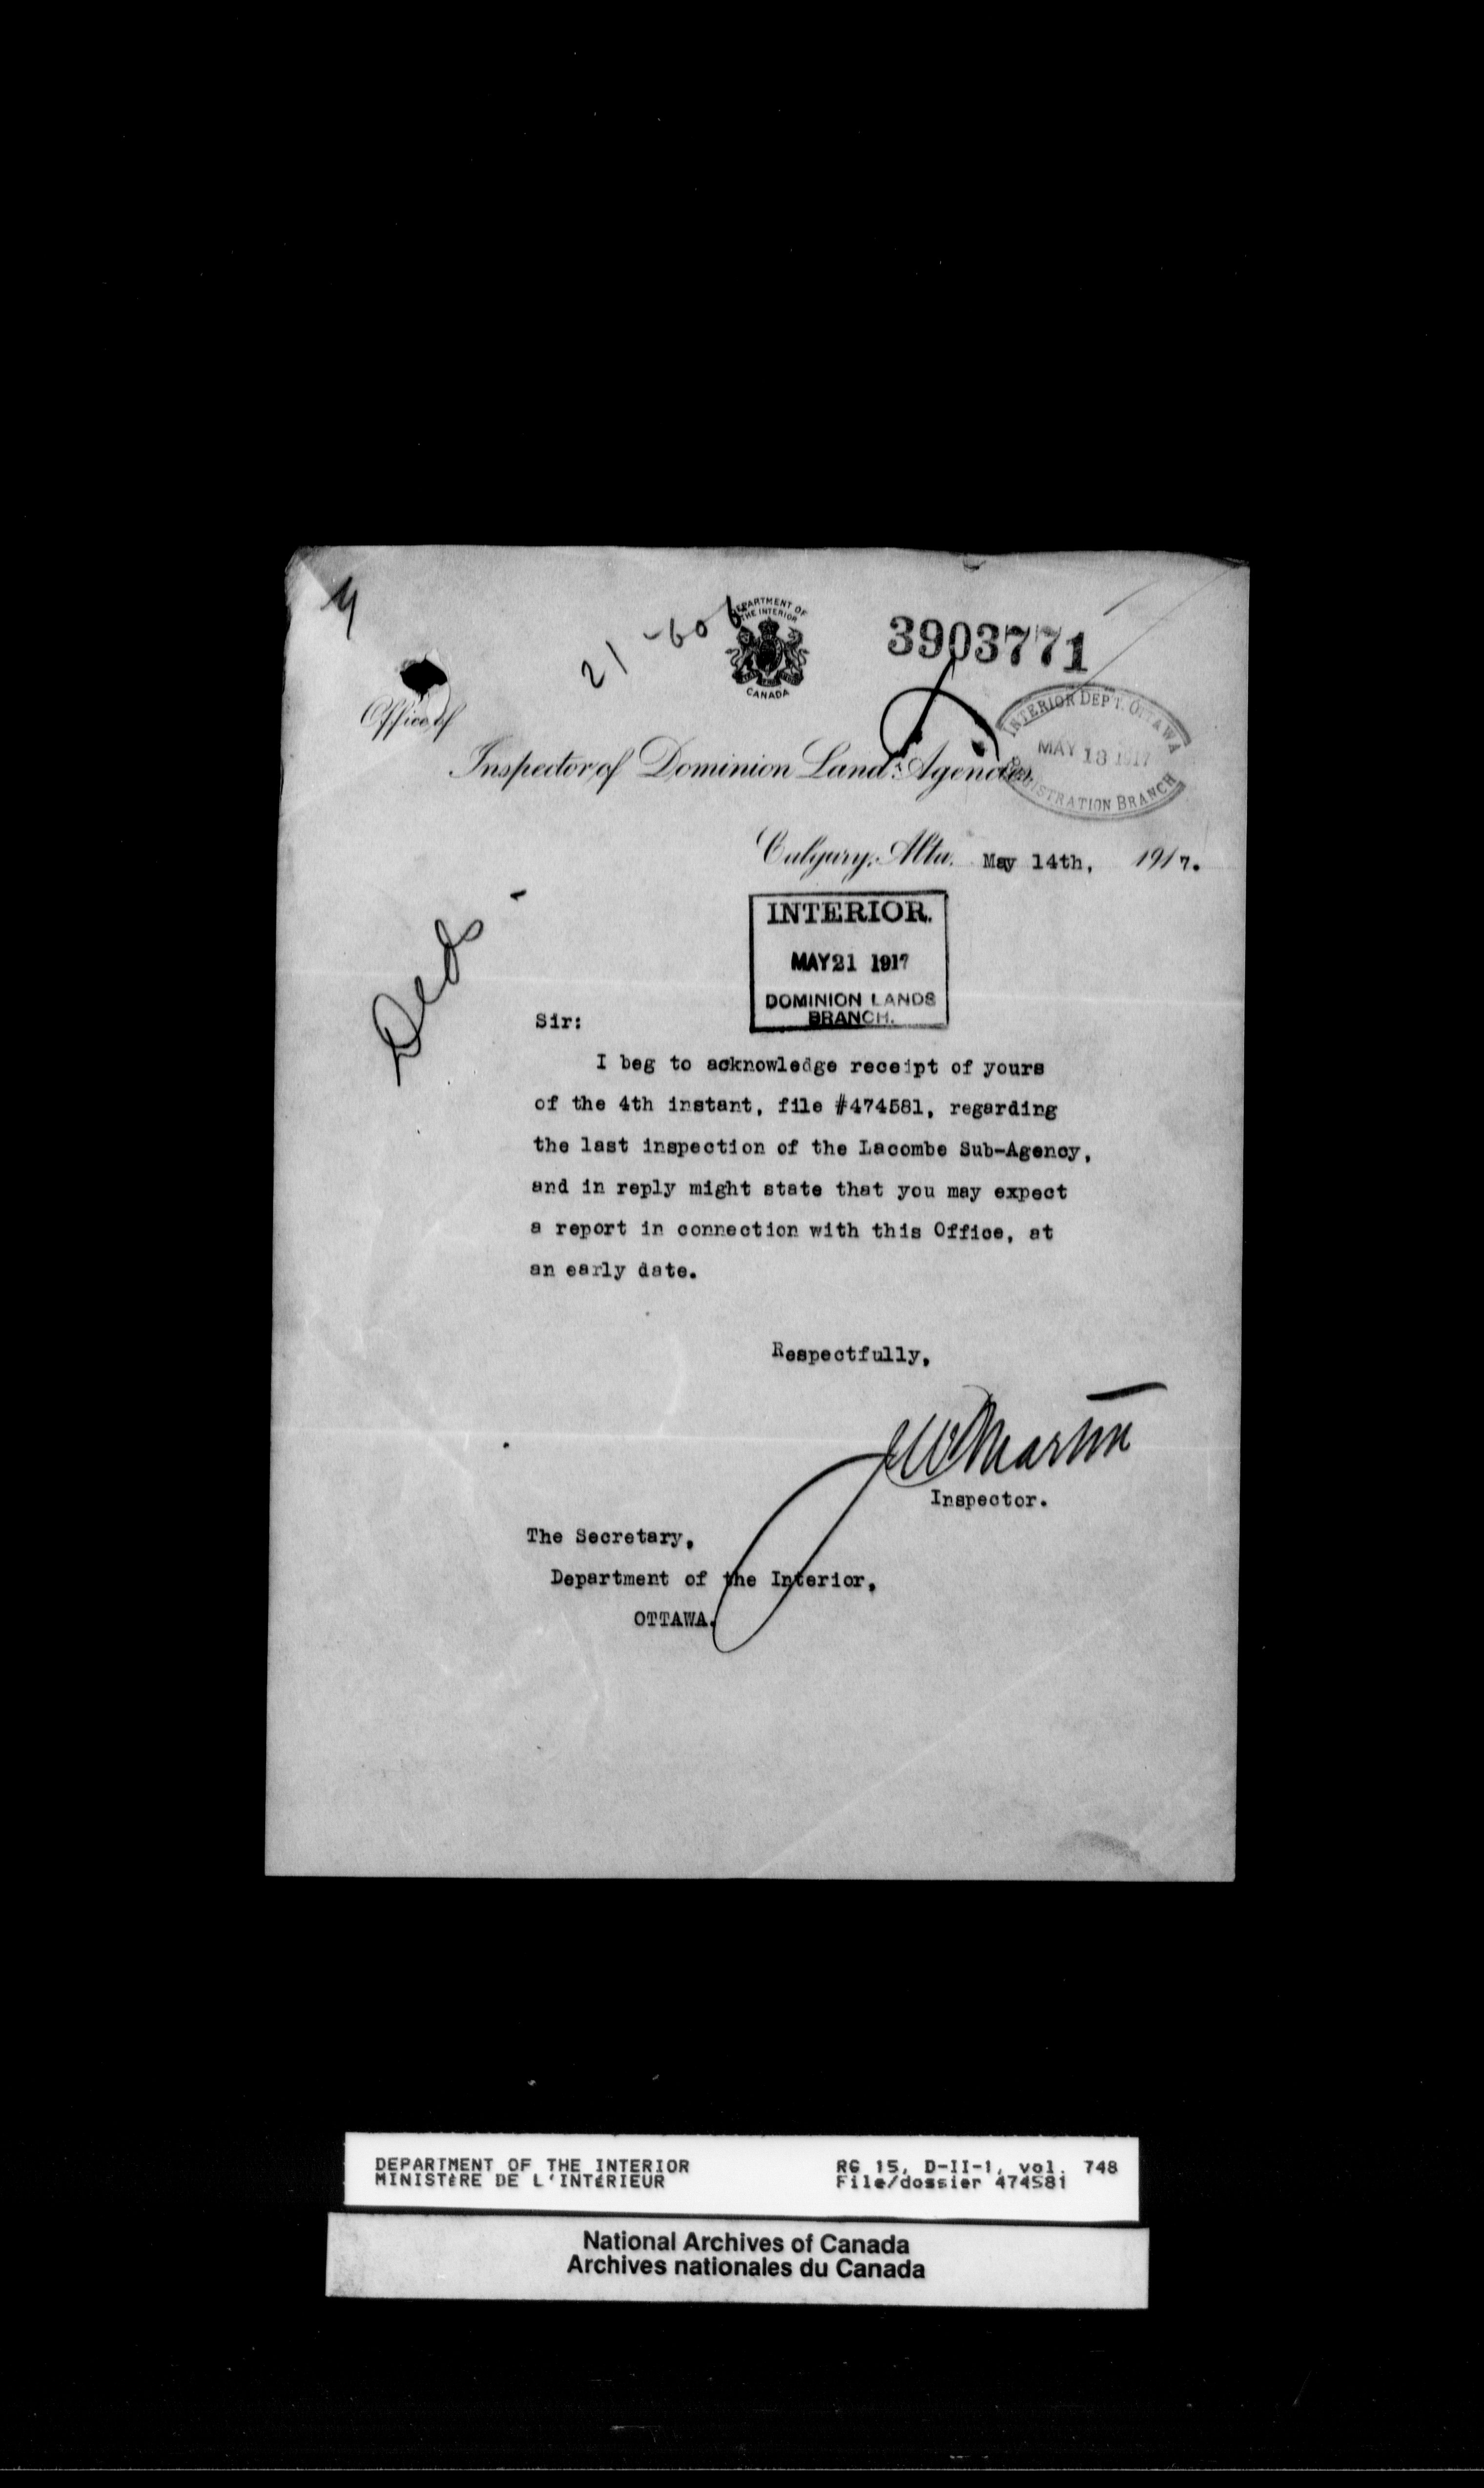 21-606
DEPARTMENT OF
THE INTERIOR
CANADA
3903771
INTERIOR DEP'T. OTTAWA
MAY 18 1917
REGISTRATION BRANCH
Office of
Inspector of Dominion Land Agencies
Calgary, Alta. May 14th, 1917.
INTERIOR.
MAY 21 1917
DOMINION LANDS
BRANCH.
Sir:
I beg to acknowledge receipt of yours
of the 4th instant, file #474581, regarding
the last inspection of the Lacombe Sub-Agency,
and in reply might state that you may expect
a report in connection with this Office, at
an early date.
Respectfully,
JW Martin
Inspector.
The Secretary,
Department of the Interior,
OTTAWA.
DEPARTMENT OF THE INTERIOR
MINISTÈRE DE L'INTÉRIEUR
RG 15, D-II-1, vol. 748
File/dossier 474581
National Archives of Canada
Archives nationales du Canada